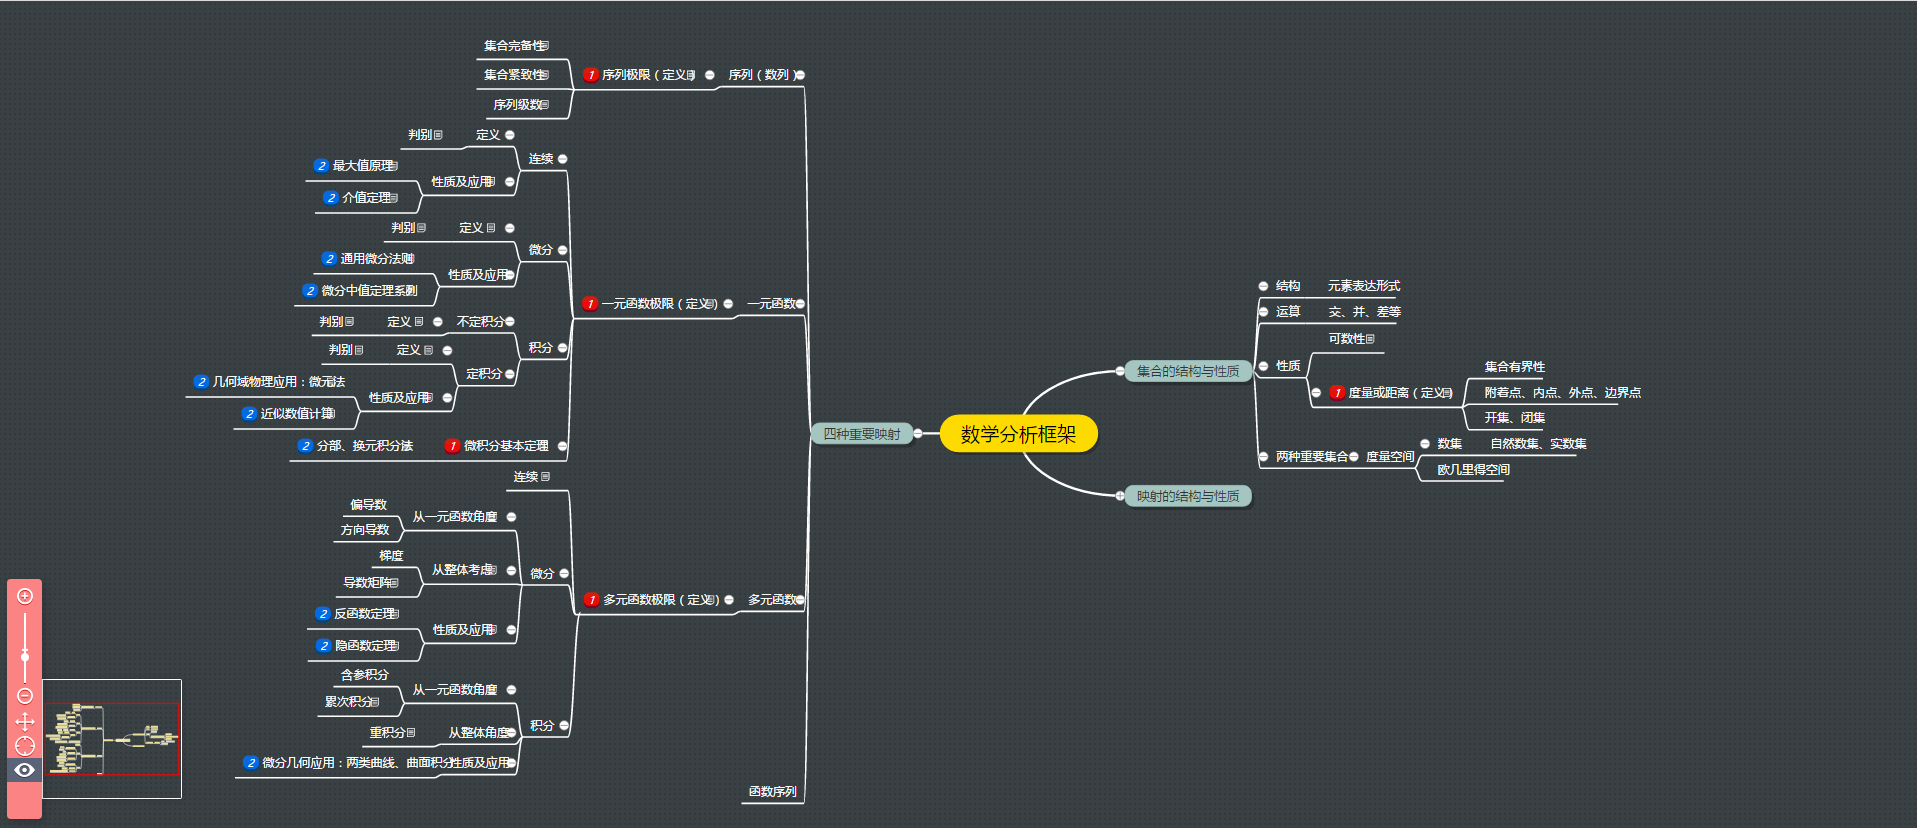 集合完备性
集合紧致性
序列级数
1 序列极限（定义）
序列（数列）
判别
定义
连续
2 最大值原理
2 介值定理
性质及应用
判别
定义
微分
2 通用微分法则
2 微分中值定理系列
性质及应用
1 一元函数极限（定义）
一元函数
判别
定义
不定积分
积分
判别
定义
定积分
2 几何域物理应用：微元法
2 近似数值计算
性质及应用
2 分部、换元积分法
1 微积分基本定理
四种重要映射
数学分析框架
连续
偏导数
方向导数
从一元函数角度
梯度
导数矩阵
从整体考虑
微分
2 反函数定理
2 隐函数定理
性质及应用
1 多元函数极限（定义）
多元函数
含参积分
累次积分
从一元函数角度
积分
重积分
从整体角度
2 微分几何应用：两类曲线、曲面积分
性质及应用
函数序列
集合的结构与性质
结构
元素表达形式
运算
交、并、差等
性质
可数性
1 度量或距离（定义）
集合有界性
附着点、内点、外点、边界点
开集、闭集
两种重要集合
度量空间
数集
自然数集、实数集
欧几里得空间
映射的结构与性质